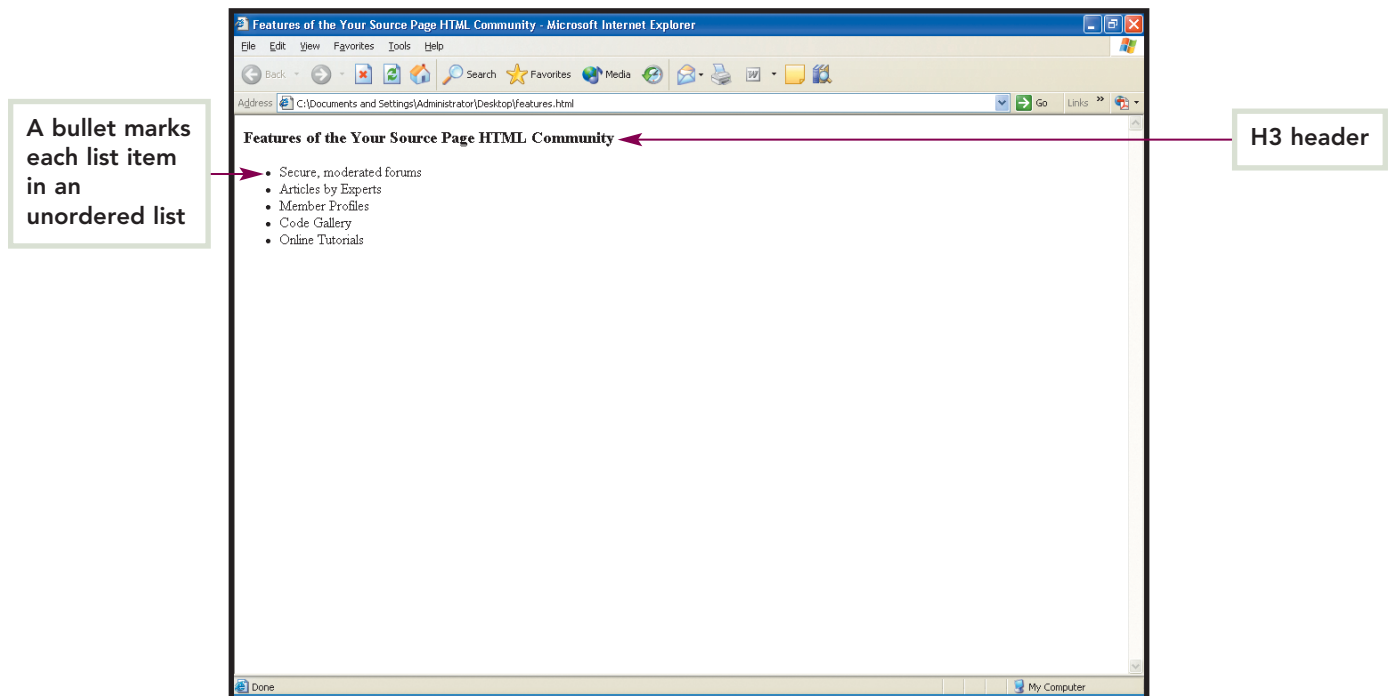 Features of the Your Source Page HTML Community - Microsoft Internet Explorer
File Edit View Favorites Tools Help
Back Search Favorites Media
Address C:\Documents and Settings\Administrator\Desktop\features.html Go Links »
A bullet marks
each list item
in an
unordered list
Features of the Your Source Page HTML Community
H3 header
• Secure, moderated forums
• Articles by Experts
• Member Profiles
• Code Gallery
• Online Tutorials
Done My Computer